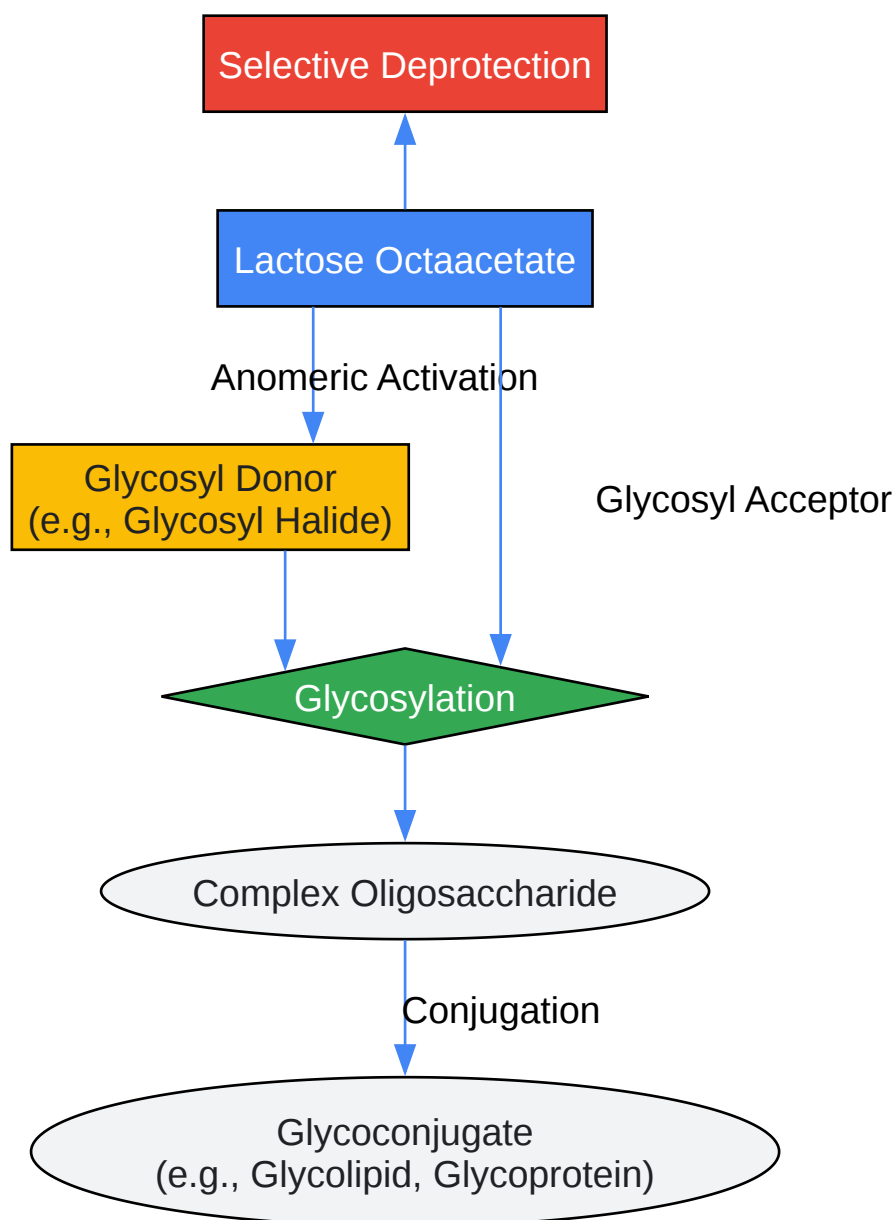 Selective Deprotection
Lactose Octaacetate
Anomeric Activation
Glycosyl Donor
(e.g., Glycosyl Halide)
Glycosyl Acceptor
Glycosylation
Complex Oligosaccharide
Conjugation
Glycoconjugate
(e.g., Glycolipid, Glycoprotein)